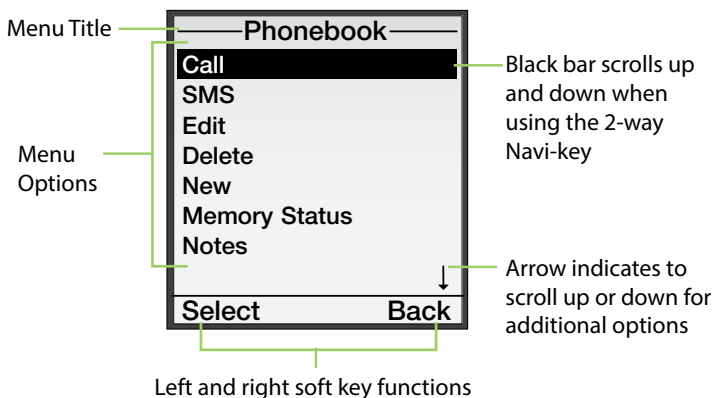 Menu Title
Phonebook
Call
SMS
Edit
Delete
New
Memory Status
Notes
Select Back
Menu
Options
Black bar scrolls up
and down when
using the 2-way
Navi-key
Arrow indicates to
scroll up or down for
additional options
Left and right soft key functions